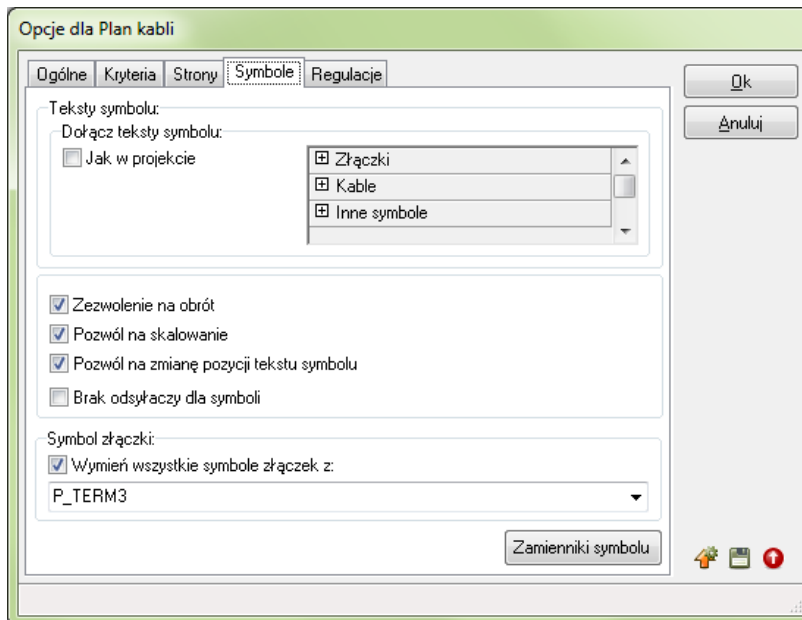 Opcje dla Plan kabli
Ogólne Kryteria Strony Symbole Regulacje
Ok
Anuluj
Teksty symbolu:
Dołącz teksty symbolu:
Jak w projekcie
Złączki
Kable
Inne symbole
Zezwolenie na obrót
Pozwól na skalowanie
Pozwól na zmianę pozycji tekstu symbolu
Brak odsyłaczy dla symboli
Symbol złączki:
Wymień wszystkie symbole złączek z:
P_TERM3
Zamienniki symbolu